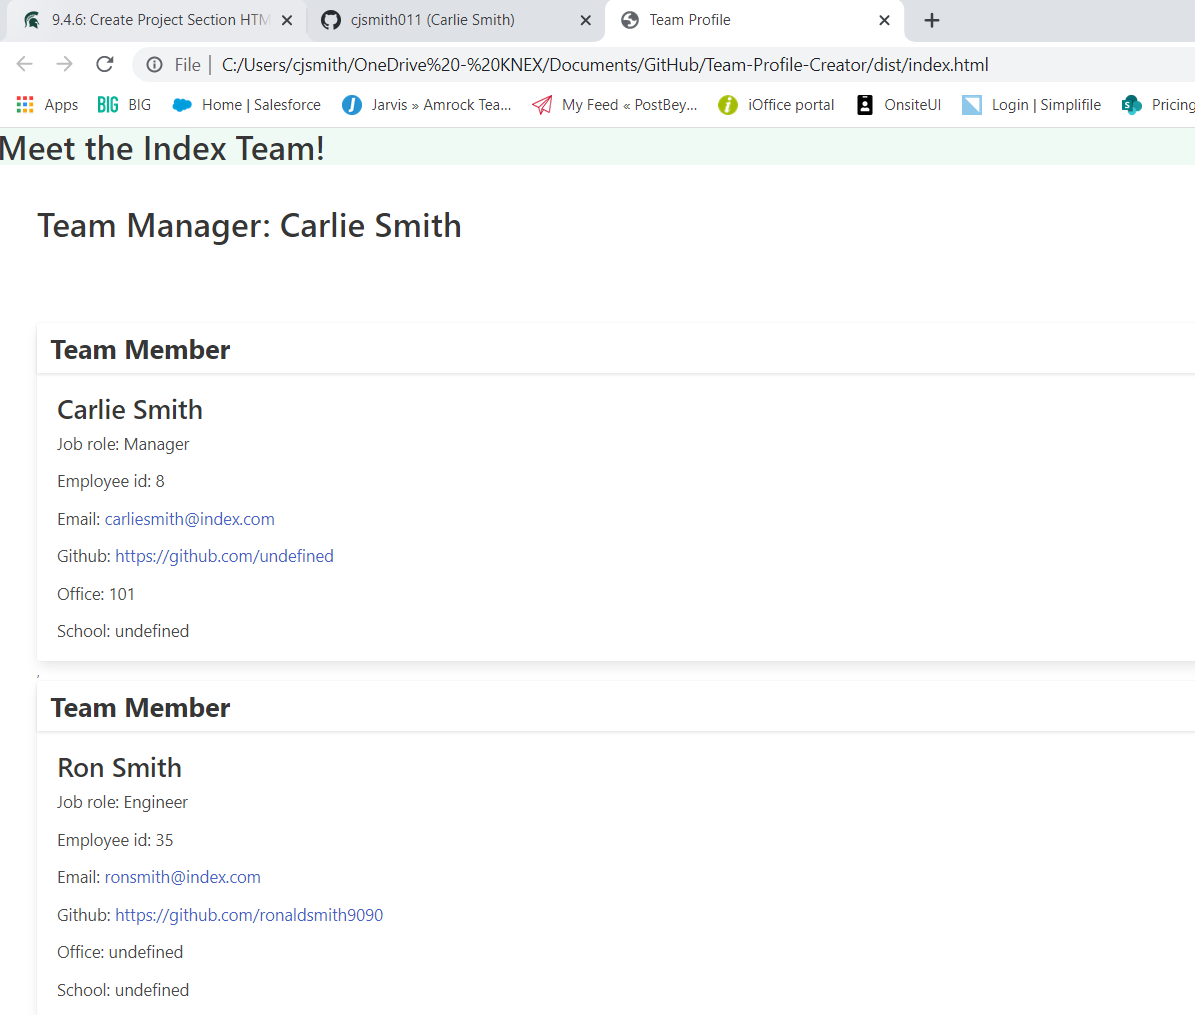 9.4.6: Create Project Section HTM
cjsmith011 (Carlie Smith)
Team Profile
File | C:/Users/cjsmith/OneDrive%20-%20KNEX/Documents/GitHub/Team-Profile-Creator/dist/index.html
Apps BIG BIG Home | Salesforce Jarvis » Amrock Tea... My Feed « PostBey... iOffice portal OnsiteUI Login | Simplifile Pricing
Meet the Index Team!
Team Manager: Carlie Smith
Team Member
Carlie Smith
Job role: Manager
Employee id: 8
Email: carliesmith@index.com
Github: https://github.com/undefined
Office: 101
School: undefined
,
Team Member
Ron Smith
Job role: Engineer
Employee id: 35
Email: ronsmith@index.com
Github: https://github.com/ronaldsmith9090
Office: undefined
School: undefined